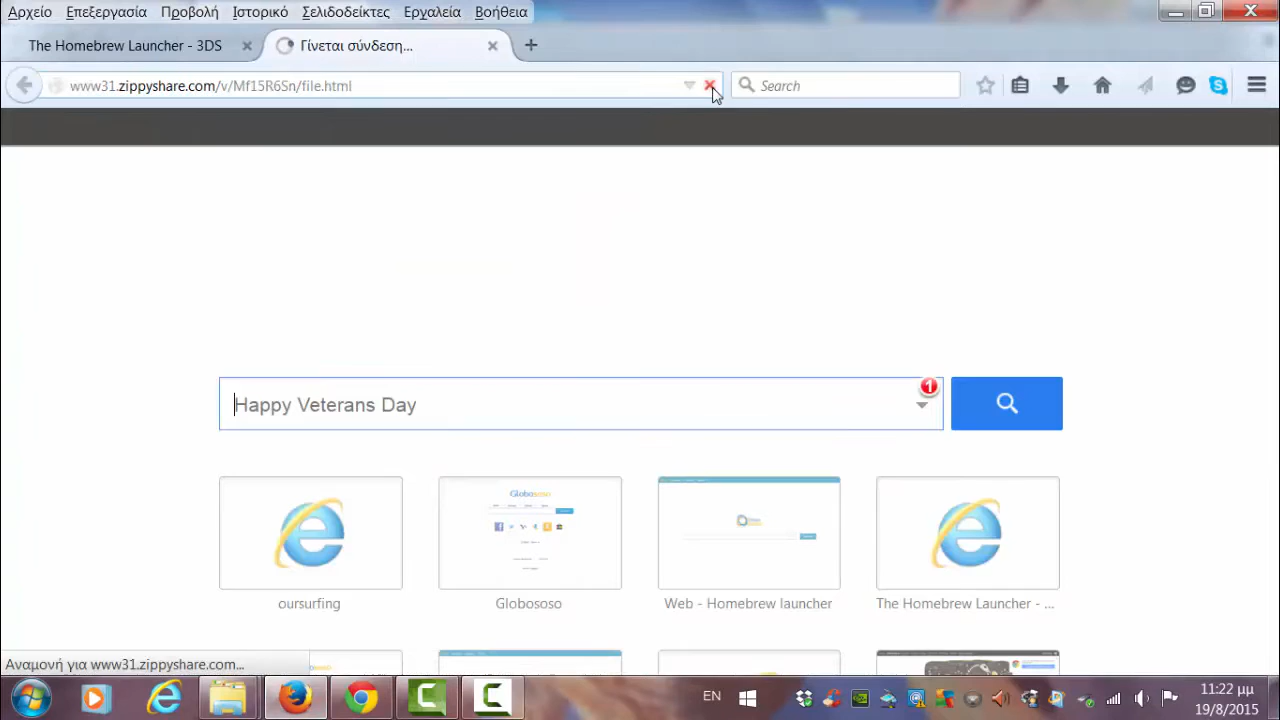 Αρχείο Επεξεργασία Προβολή Ιστορικό Σελιδοδείκτες Εργαλεία Βοήθεια
The Homebrew Launcher - 3DS Γίνεται σύνδεση...
www31.zippyshare.com/v/Mf15R6Sn/file.html Search
Happy Veterans Day 1
Globososo
oursurfing Globososo Web - Homebrew launcher The Homebrew Launcher - ...
Αναμονή για www31.zippyshare.com...
EN 11:22 μμ
19/8/2015